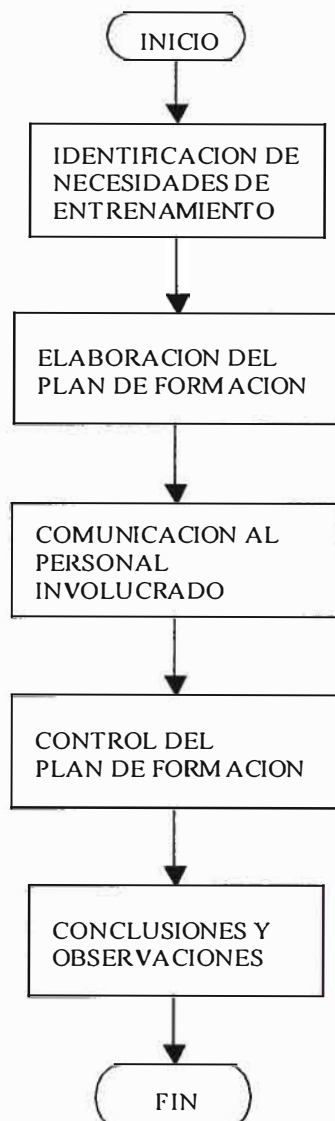 INICIO
IDENTIFICACION DE
NECESIDADES DE
ENTRENAMIENTO
ELABORACION DEL
PLAN DE FORMACION
COMUNICACION AL
PERSONAL
INVOLUCRADO
CONTROL DEL
PLAN DE FORMACION
CONCLUSIONES Y
OBSERVACIONES
FIN